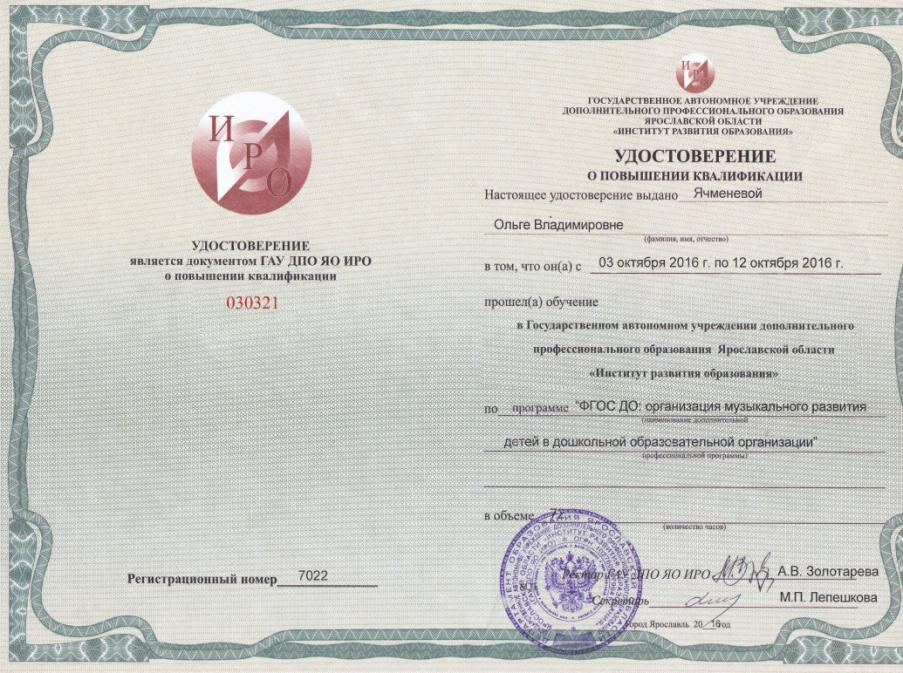 И
Р
О
УДОСТОВЕРЕНИЕ
является документом ГАУ ДПО ЯО ИРО
о повышении квалификации
030321
Регистрационный номер 7022
И
Р
ГОСУДАРСТВЕННОЕ АВТОНОМНОЕ УЧРЕЖДЕНИЕ
ДОПОЛНИТЕЛЬНОГО ПРОФЕССИОНАЛЬНОГО ОБРАЗОВАНИЯ
ЯРОСЛАВСКОЙ ОБЛАСТИ
«ИНСТИТУТ РАЗВИТИЯ ОБРАЗОВАНИЯ»
УДОСТОВЕРЕНИЕ
О ПОВЫШЕНИИ КВАЛИФИКАЦИИ
Настоящее удостоверение выдано Ячменевой
Ольге Владимировне
(фамилия, имя, отчество)
в том, что он(а) с 03 октября 2016 г. по 12 октября 2016 г.
прошел(а) обучение
в Государственном автономном учреждении дополнительного
профессионального образования Ярославской области
«Институт развития образования»
по программе "ФГОС ДО: организация музыкального развития
(наименование дополнительной
детей в дошкольной образовательной организации"
профессиональной программы)
в объеме 72
(количество часов)
Ректор ГАУ ДПО ЯО ИРО А.В. Золотарева
Секретарь М.П. Лепешкова
город Ярославль 2016 год